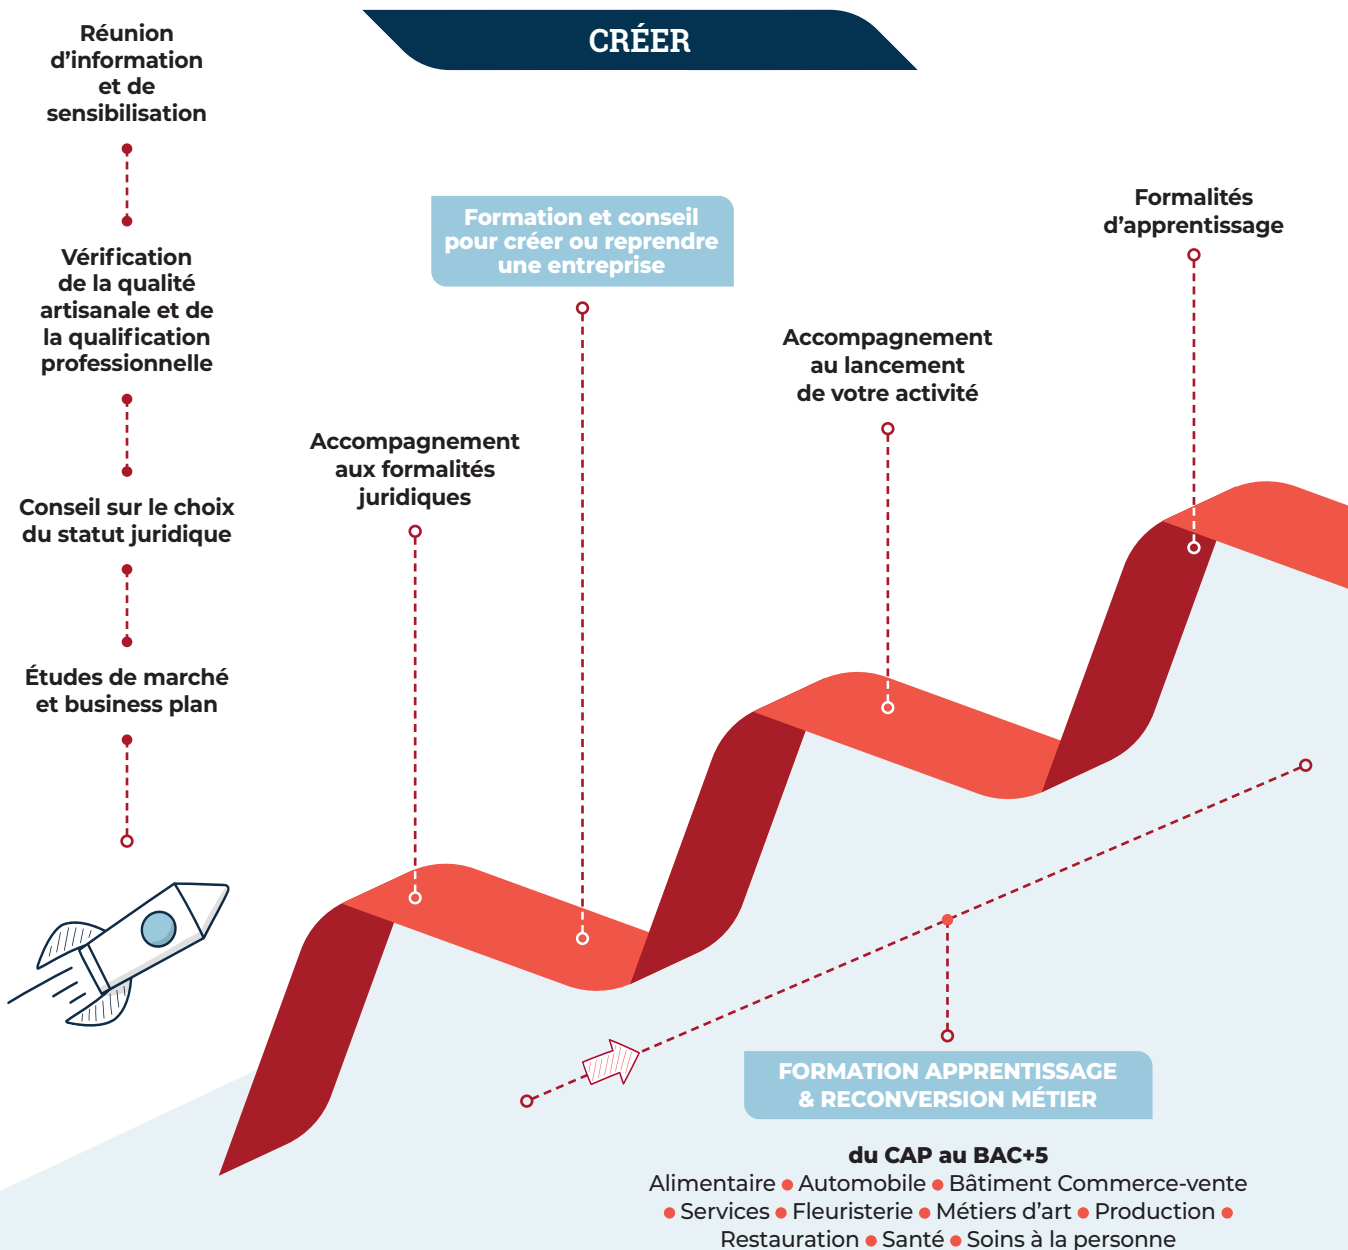 CRÉER
Réunion
d’information
et de
sensibilisation
Vérification
de la qualité
artisanale et de
la qualification
professionnelle
Conseil sur le choix
du statut juridique
Études de marché
et business plan
Accompagnement
aux formalités
juridiques
Formation et conseil
pour créer ou reprendre
une entreprise
Accompagnement
au lancement
de votre activité
Formalités
d’apprentissage
FORMATION APPRENTISSAGE
& RECONVERSION MÉTIER
du CAP au BAC+5
Alimentaire ● Automobile ● Bâtiment Commerce-vente
● Services ● Fleuristerie ● Métiers d’art ● Production ●
Restauration ● Santé ● Soins à la personne